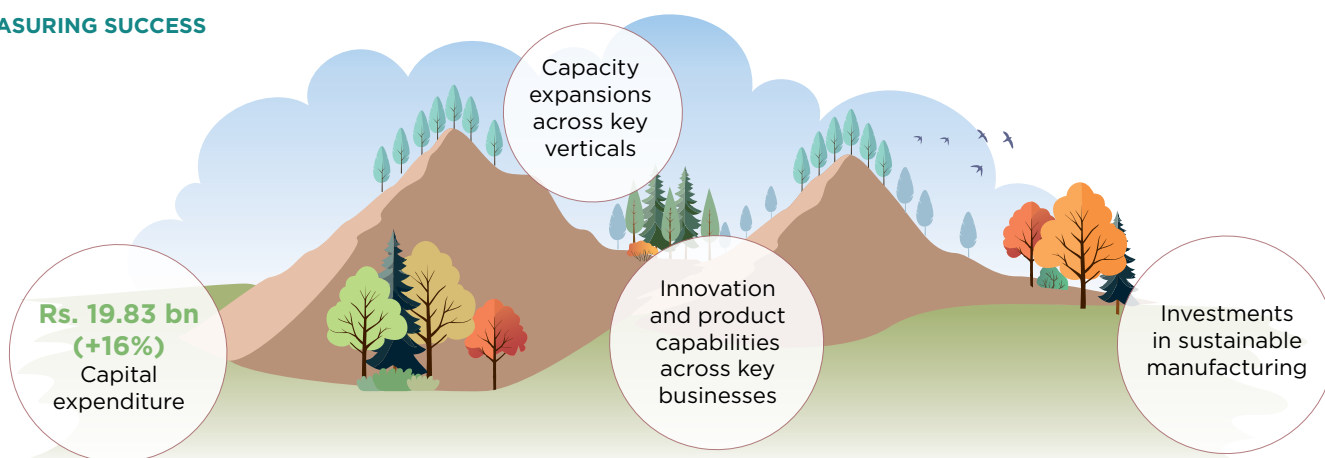 ASURING SUCCESS
Capacity
expansions
across key
verticals
Rs. 19.83 bn
(+16%)
Capital
expenditure
Innovation
and product
capabilities
across key
businesses
Investments
in sustainable
manufacturing